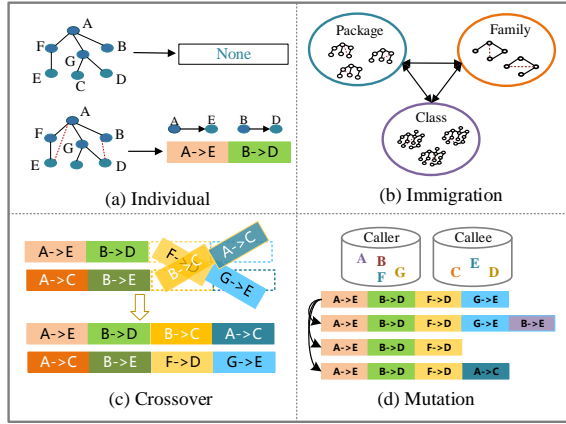 A
F
B
G
E
C
D
None
A
F
B
G
E
C
D
A E B D
A->E B->D
(a) Individual
Package
Family
Class
(b) Immigration
A->E B->D F->D B->C A->C
A->C B->E G->E
A->E B->D B->C A->C
A->C B->E F->D G->E
(c) Crossover
Caller
A B F G
Callee
C E D
A->E B->D F->D G->E
A->E B->D F->D G->E B->E
A->E B->D F->D
A->E B->D F->D A->C
(d) Mutation